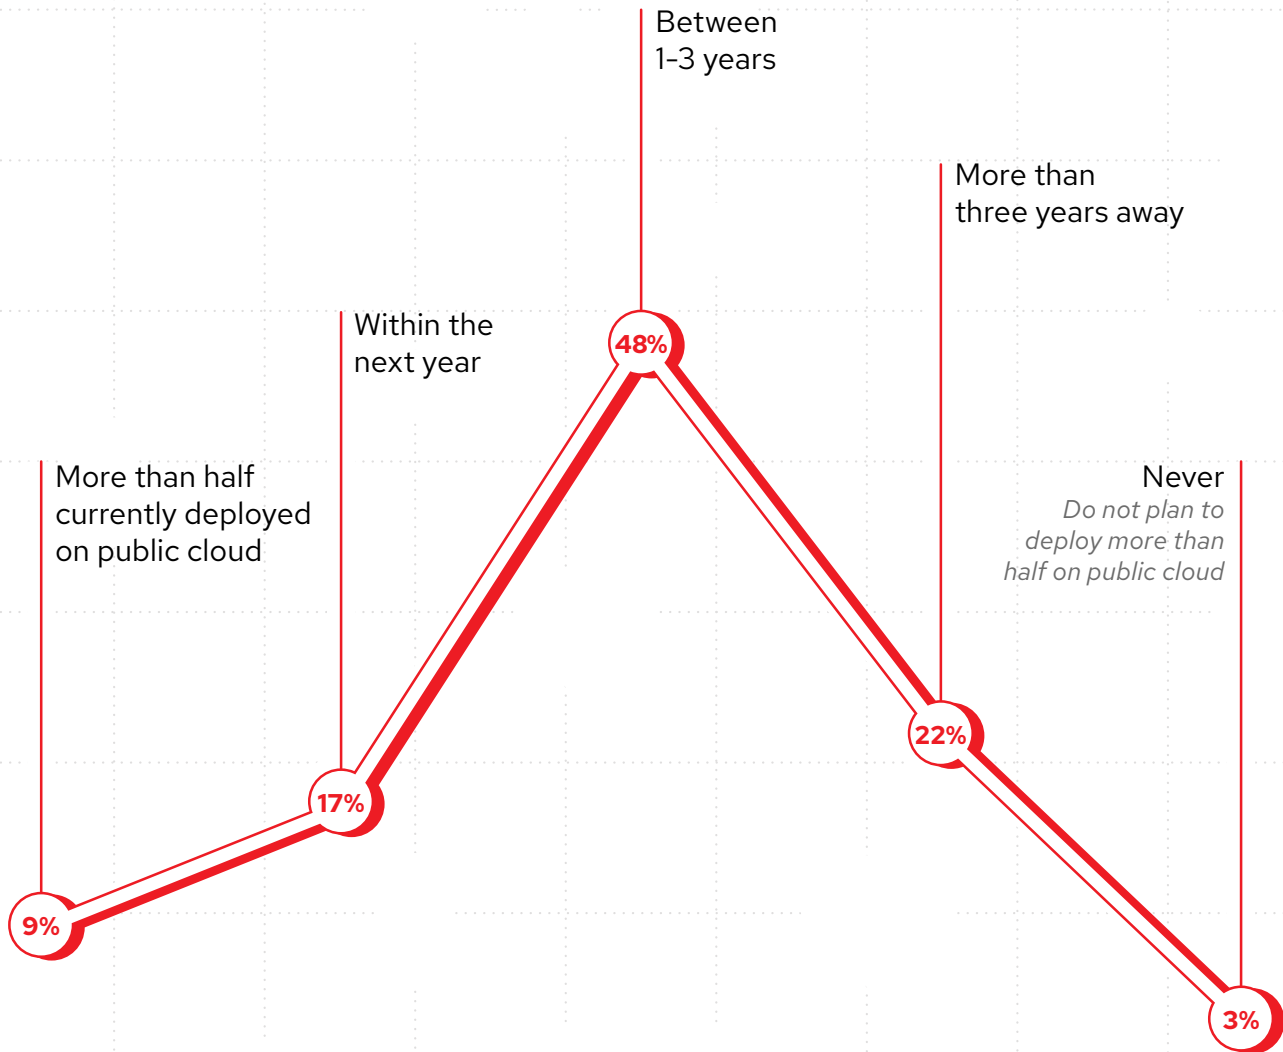 Between
1-3 years
48%
More than
three years away
22%
Within the
next year
17%
More than half
currently deployed
on public cloud
9%
Never
Do not plan to
deploy more than
half on public cloud
3%